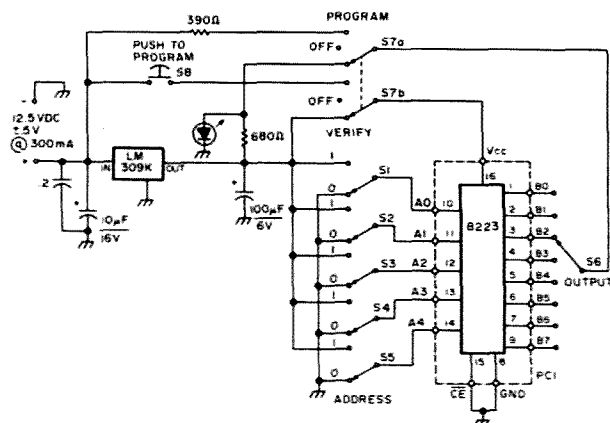 PROGRAM
390Ω
PUSH TO
PROGRAM
S8
OFF
S7a
OFF
S7b
VERIFY
-
12.5VDC
±.5V
@ 300mA
+
.2
+
10µF
16V
IN
LM
309K
OUT
680Ω
+
100µF
6V
1
0
S1
1
0
S2
1
0
S3
1
0
S4
1
0
S5
ADDRESS
A0
10
A1
11
A2
12
A3
13
A4
14
Vcc
16
8223
1
B0
2
B1
3
B2
4
B3
5
B4
6
B5
7
B6
9
B7
S6
OUTPUT
15
8
PC1
CE
GND